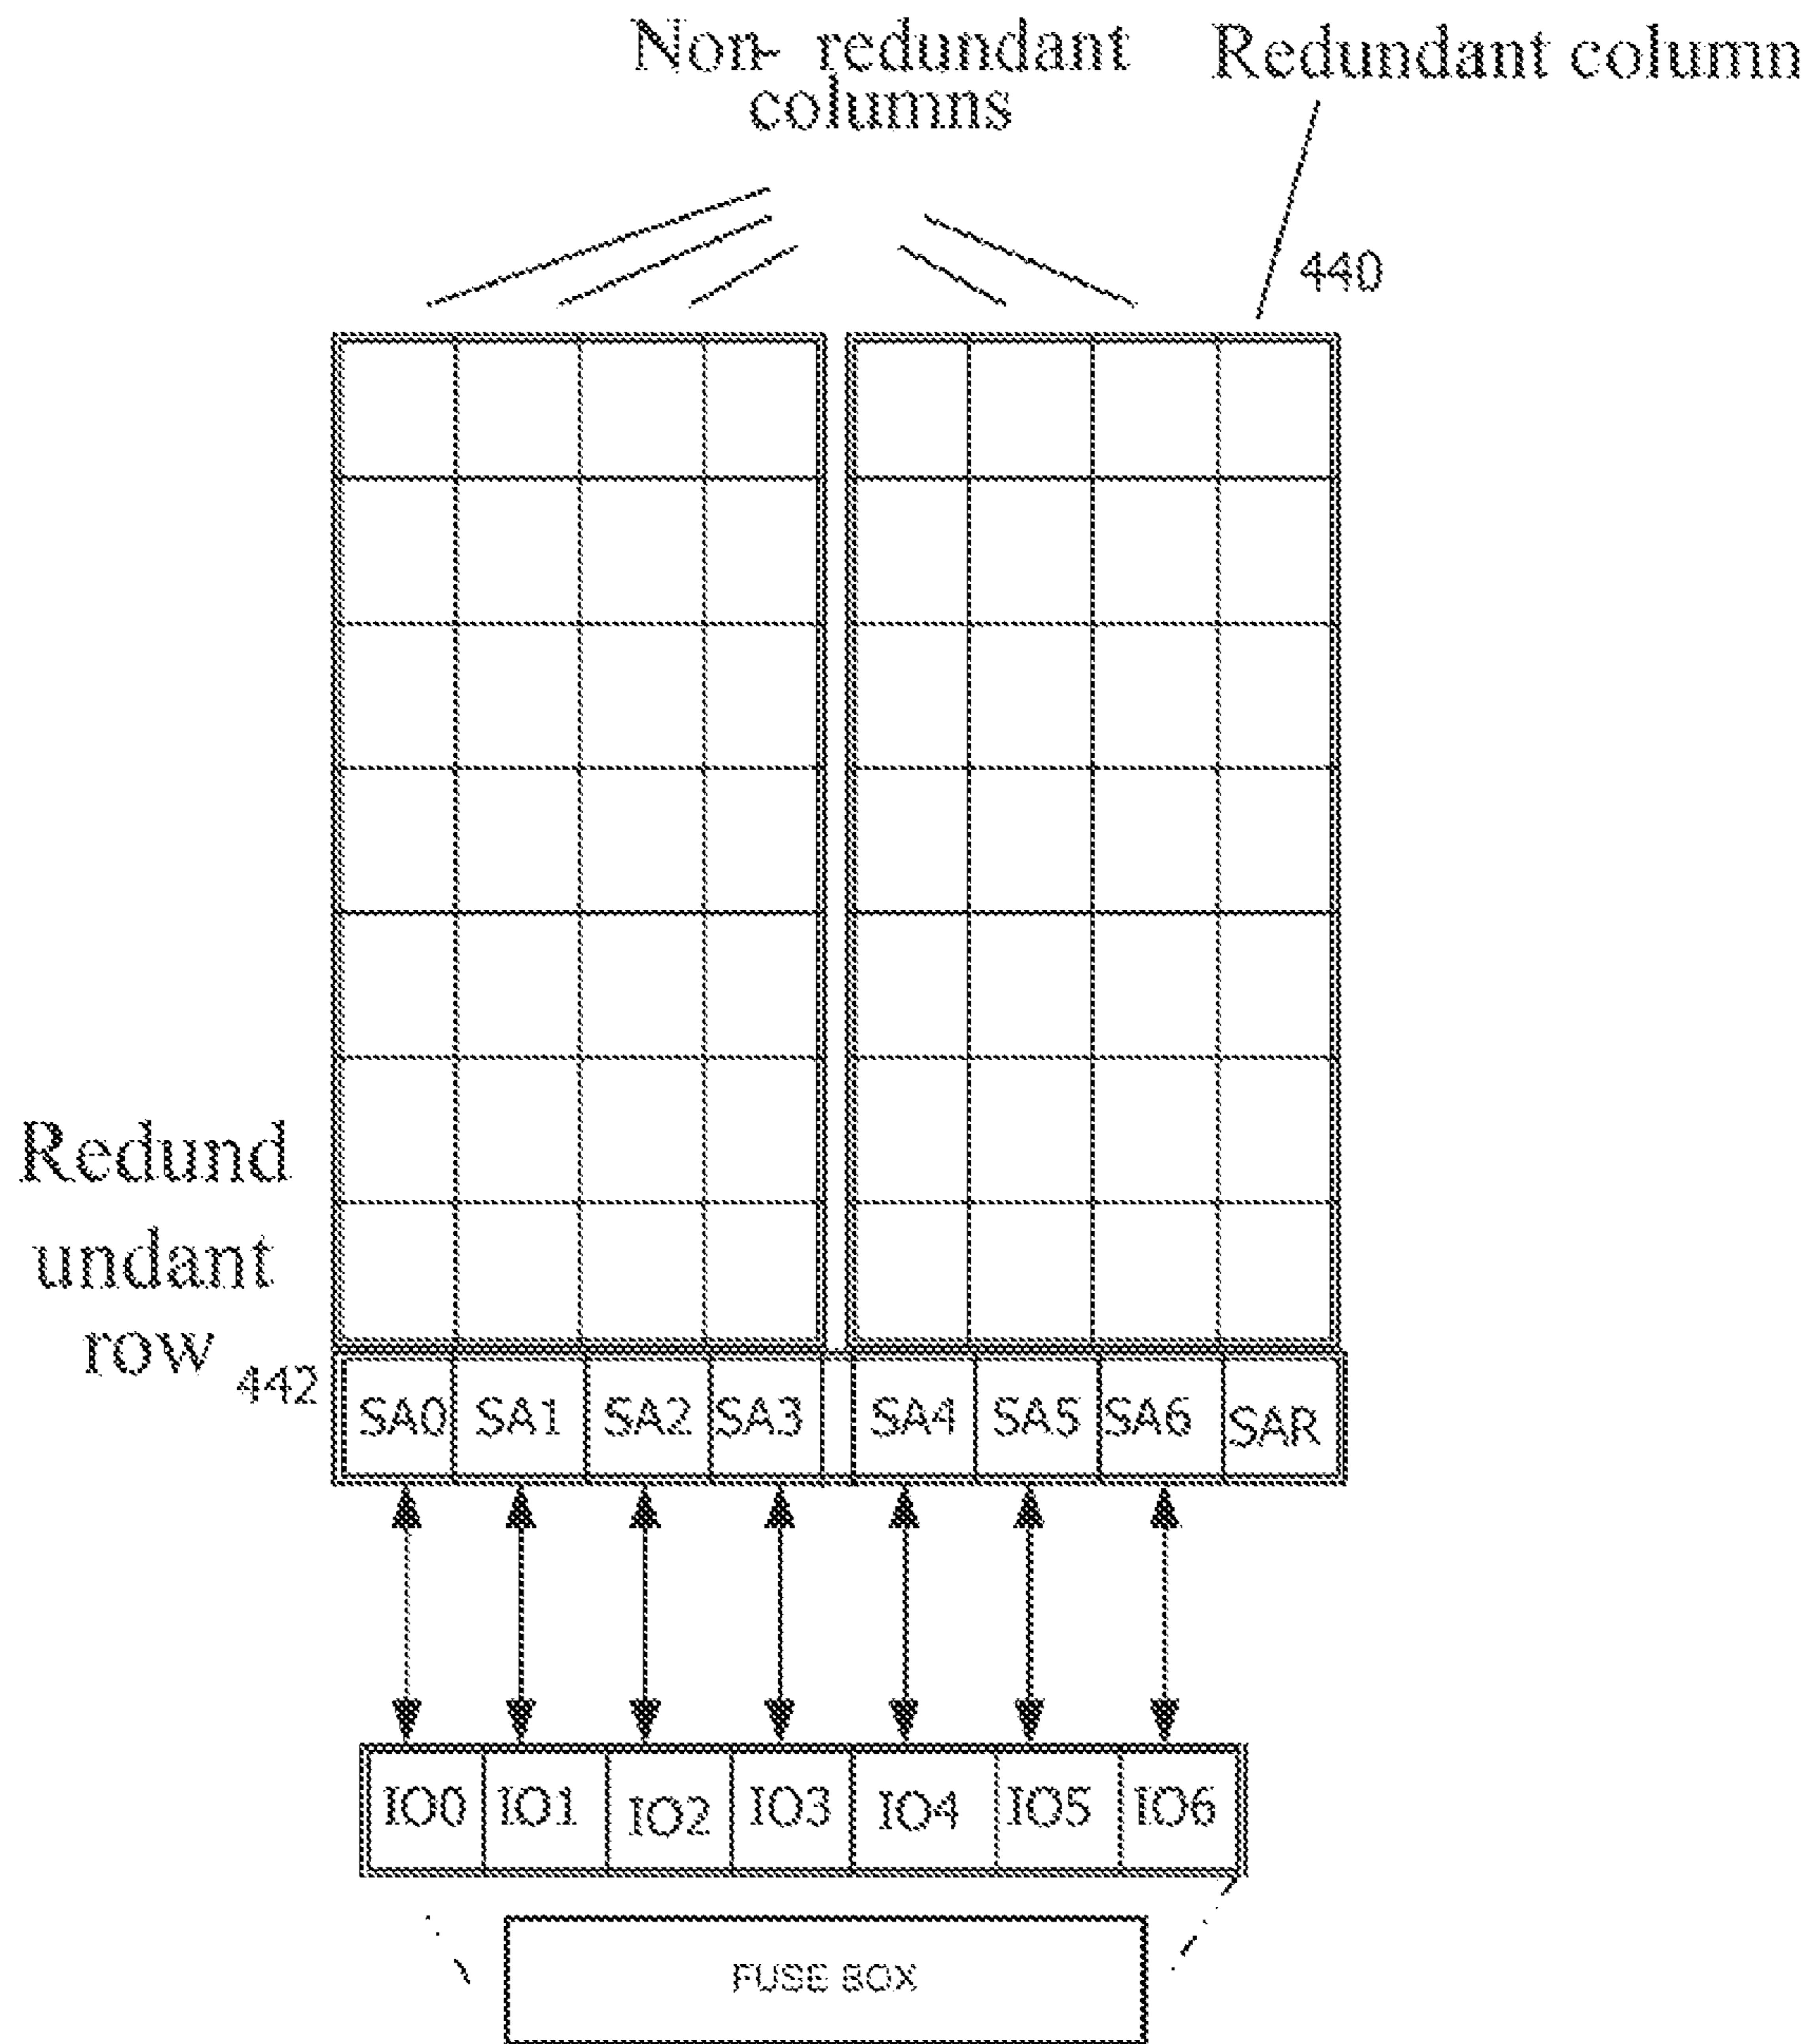 Non- redundant
columns
Redundant column
440
Redund
undant
row
442
SA0 SA1 SA2 SA3 SA4 SA5 SA6 SAR
IO0 IO1 IO2 IO3 IO4 IO5 IO6
FUSE BOX